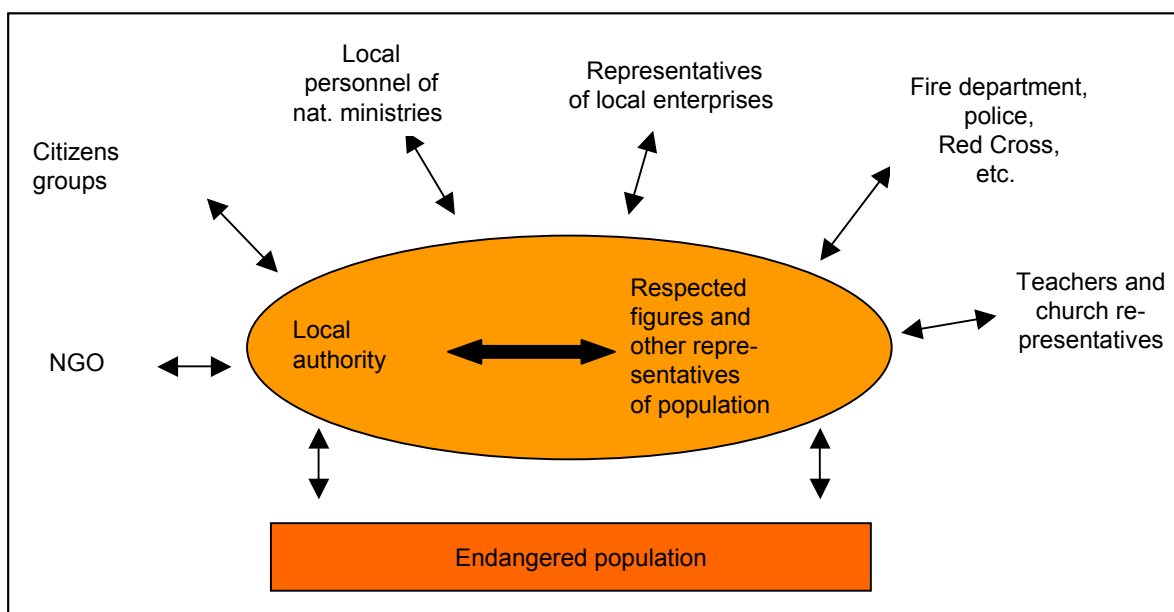 Local
personnel of
nat. ministries
Representatives
of local enterprises
Fire department,
police,
Red Cross,
etc.
Citizens
groups
Teachers and
church re-
presentatives
NGO
Local
authority
Respected
figures and
other repre-
sentatives
of population
Endangered population